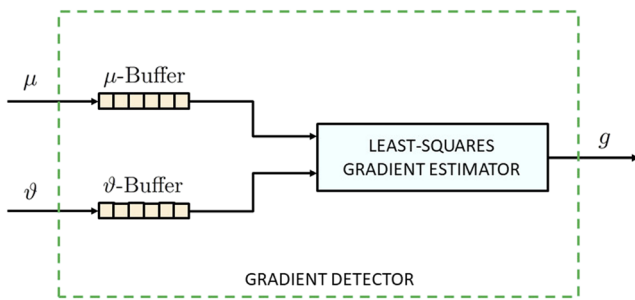 μ
μ-Buffer
ϑ
ϑ-Buffer
LEAST-SQUARES
GRADIENT ESTIMATOR
g
GRADIENT DETECTOR